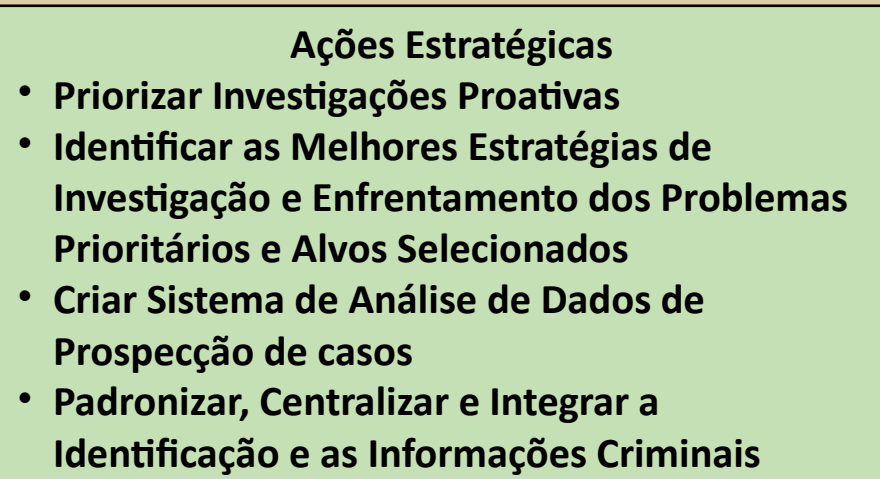 Ações Estratégicas
• Priorizar Investigações Proativas
• Identificar as Melhores Estratégias de
Investigação e Enfrentamento dos Problemas
Prioritários e Alvos Selecionados
• Criar Sistema de Análise de Dados de
Prospecção de casos
• Padronizar, Centralizar e Integrar a
Identificação e as Informações Criminais